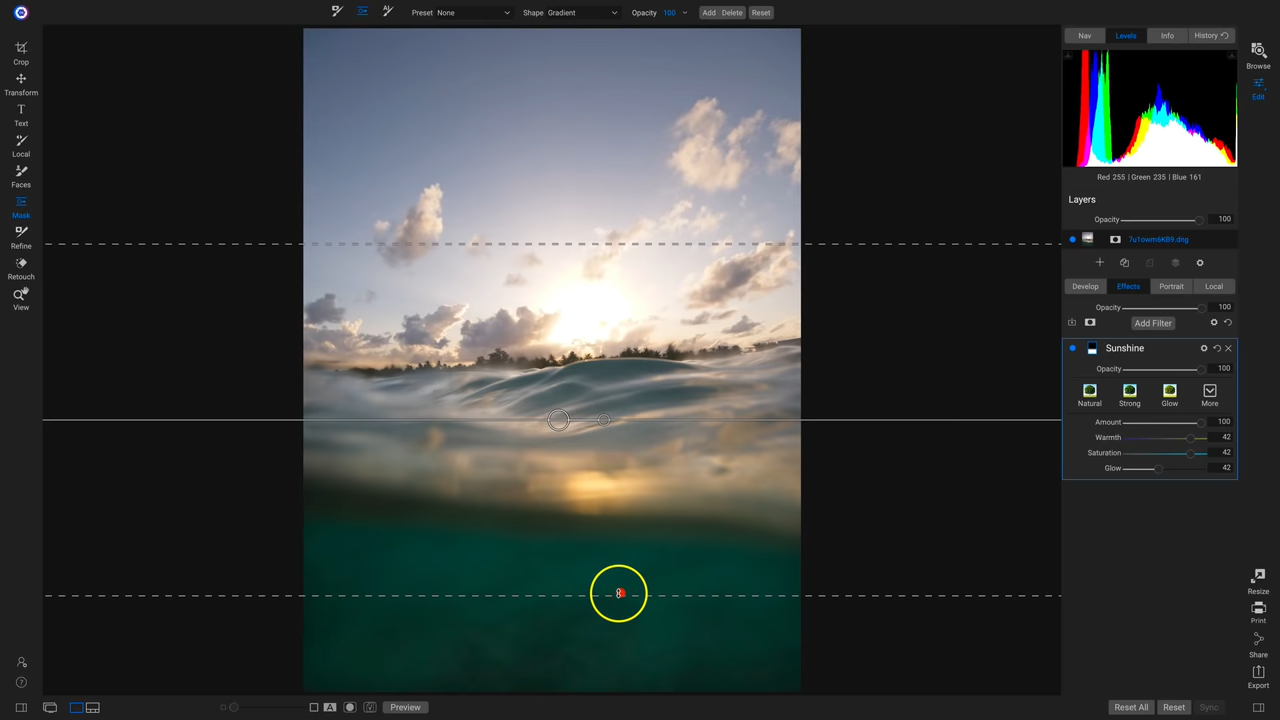 Preset None Shape Gradient Opacity 100 Add Delete Reset
Crop
Transform
Text
Local
Faces
Mask
Refine
Retouch
View
Nav Levels Info History
Red 255 | Green 235 | Blue 161
Layers
Opacity 100
7u1owm6KB9.dng
Develop Effects Portrait Local
Opacity 100
Add Filter
Sunshine
Opacity 100
Natural Strong Glow More
Amount 100
Warmth 42
Saturation 42
Glow 42
Browse
Edit
Resize
Print
Share
Export
A Preview
Reset All Reset Sync